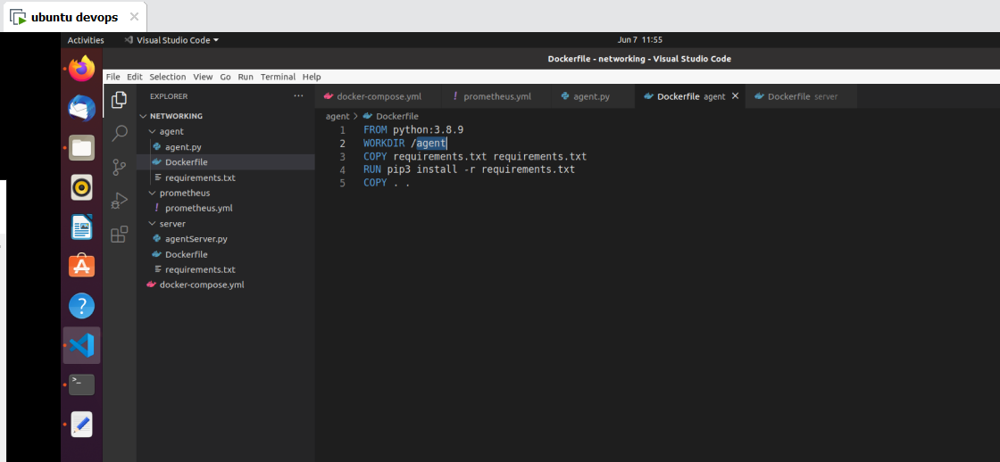 ubuntu devops
Activities Visual Studio Code Jun 7 11:55
Dockerfile - networking - Visual Studio Code
File Edit Selection View Go Run Terminal Help
EXPLORER ...
docker-compose.yml ! prometheus.yml agent.py Dockerfile agent Dockerfile server
NETWORKING
agent > Dockerfile
agent
agent.py
Dockerfile
requirements.txt
prometheus
! prometheus.yml
server
agentServer.py
Dockerfile
requirements.txt
docker-compose.yml
1 FROM python:3.8.9
2 WORKDIR /agent
3 COPY requirements.txt requirements.txt
4 RUN pip3 install -r requirements.txt
5 COPY . .